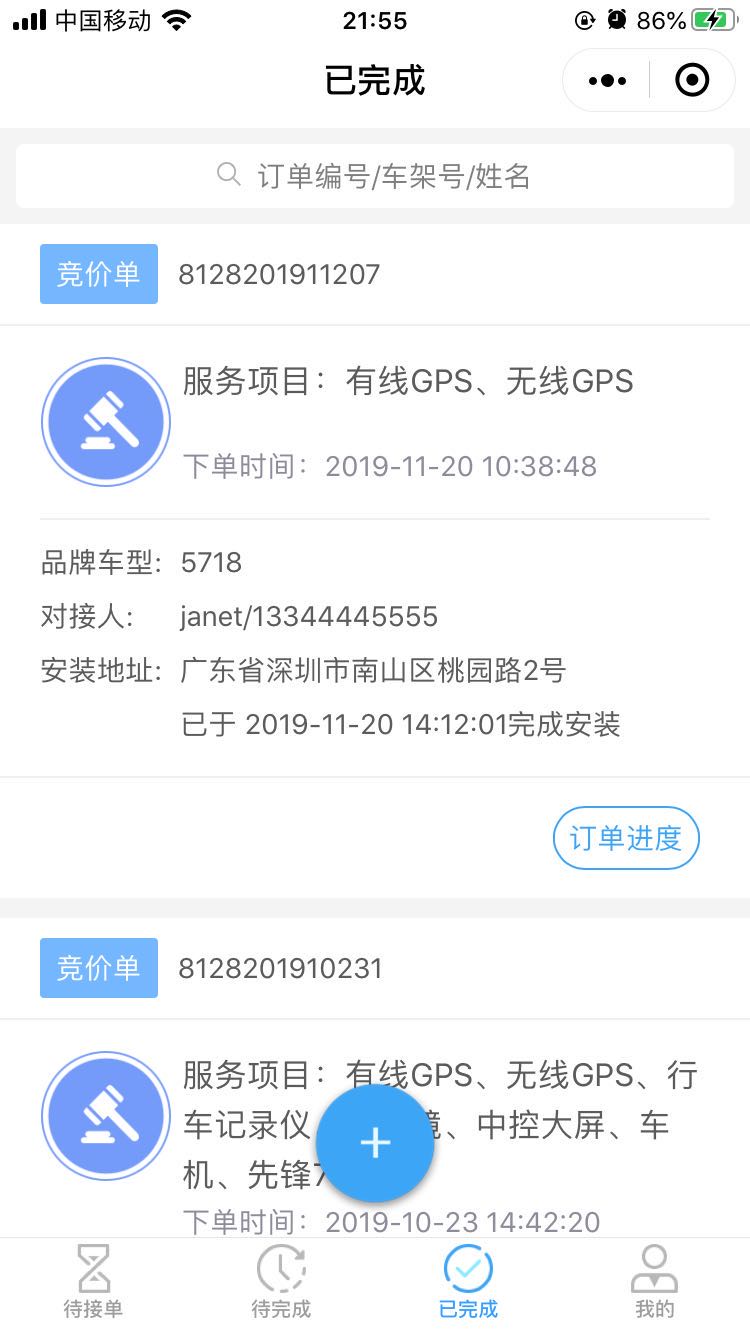 中国移动 21:55 86%
已完成
订单编号/车架号/姓名
竞价单 8128201911207
服务项目：有线GPS、无线GPS
下单时间：2019-11-20 10:38:48
品牌车型: 5718
对接人: janet/13344445555
安装地址: 广东省深圳市南山区桃园路2号
已于 2019-11-20 14:12:01完成安装
订单进度
竞价单 8128201910231
服务项目：有线GPS、无线GPS、行
车记录仪 、中控大屏、车
机、先锋
下单时间：2019-10-23 14:42:20
待接单 待完成 已完成 我的